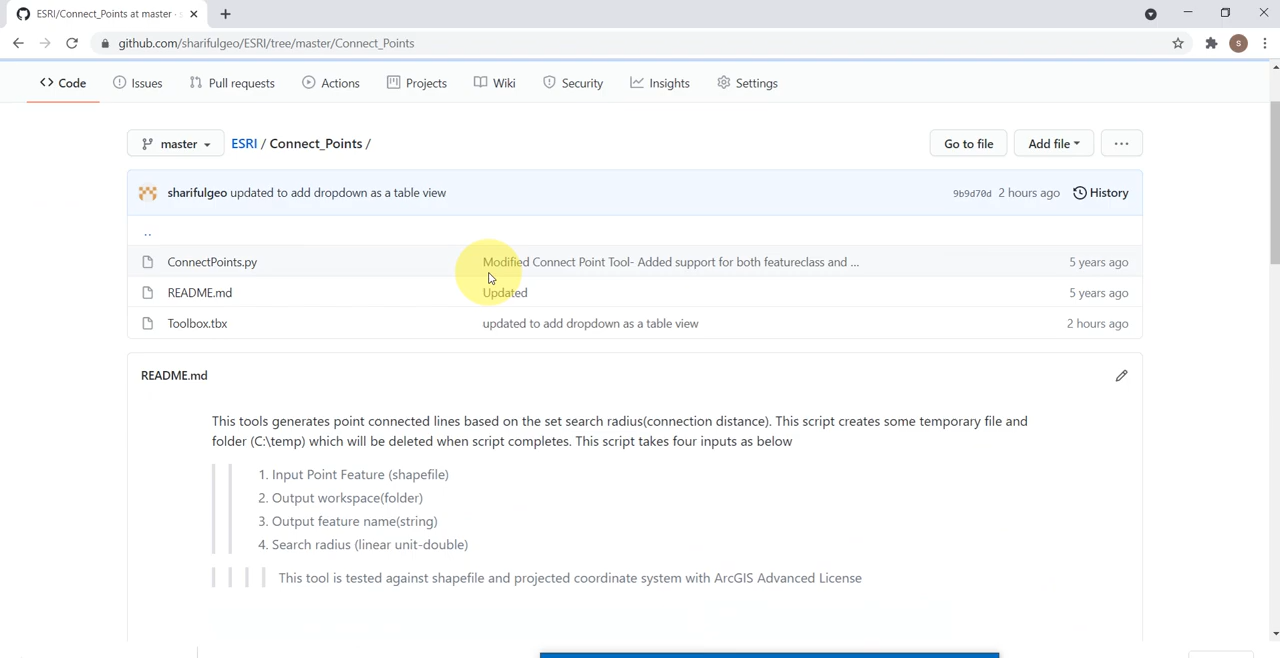 ESRI/Connect_Points at master ·
github.com/sharifulgeo/ESRI/tree/master/Connect_Points
S
Code Issues Pull requests Actions Projects Wiki Security Insights Settings
master ESRI / Connect_Points / Go to file Add file ...
sharifulgeo updated to add dropdown as a table view 9b9d70d 2 hours ago History
..
ConnectPoints.py Modified Connect Point Tool- Added support for both featureclass and ... 5 years ago
README.md Updated 5 years ago
Toolbox.tbx updated to add dropdown as a table view 2 hours ago
README.md
This tools generates point connected lines based on the set search radius(connection distance). This script creates some temporary file and
folder (C:\temp) which will be deleted when script completes. This script takes four inputs as below
1. Input Point Feature (shapefile)
2. Output workspace(folder)
3. Output feature name(string)
4. Search radius (linear unit-double)
This tool is tested against shapefile and projected coordinate system with ArcGIS Advanced License